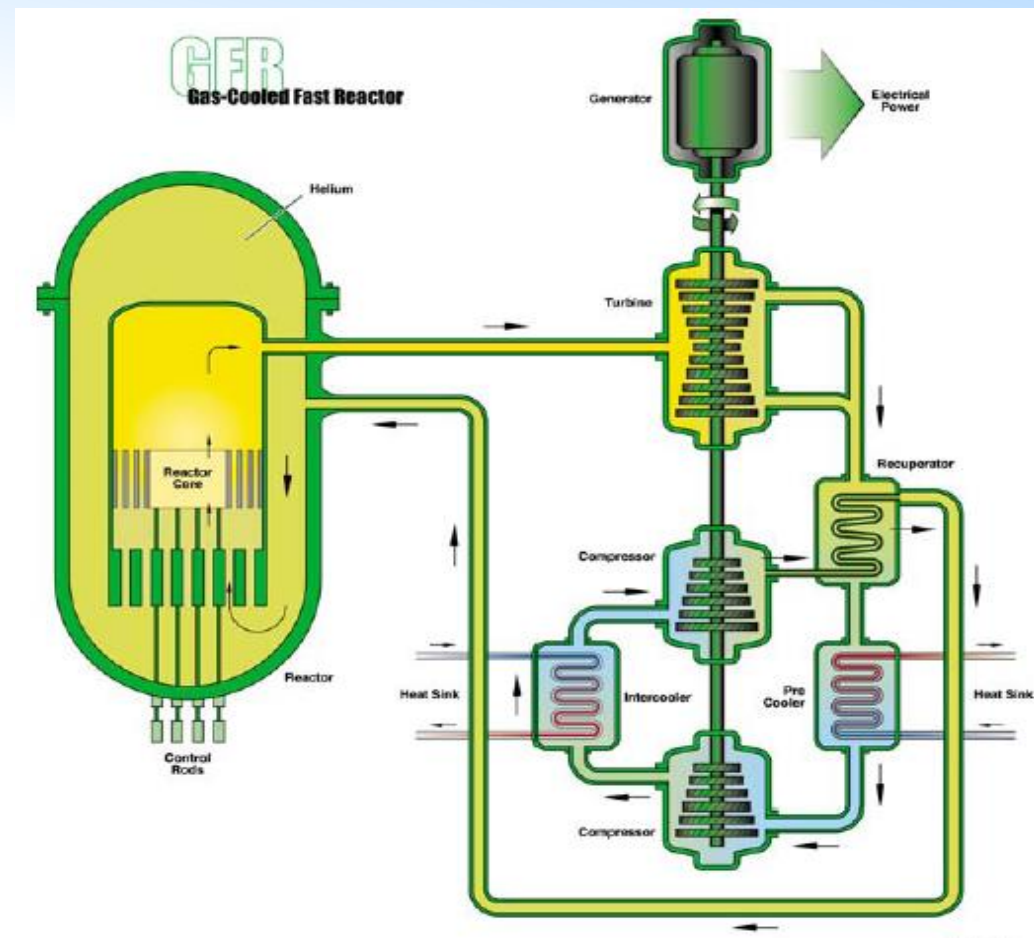 GFR
Gas-Cooled Fast Reactor
Generator
Electrical
Power
Helium
Turbine
Reactor
Core
Recuperator
Compressor
Reactor
Heat Sink
Intercooler
Pre
Cooler
Heat Sink
Control
Rods
Compressor